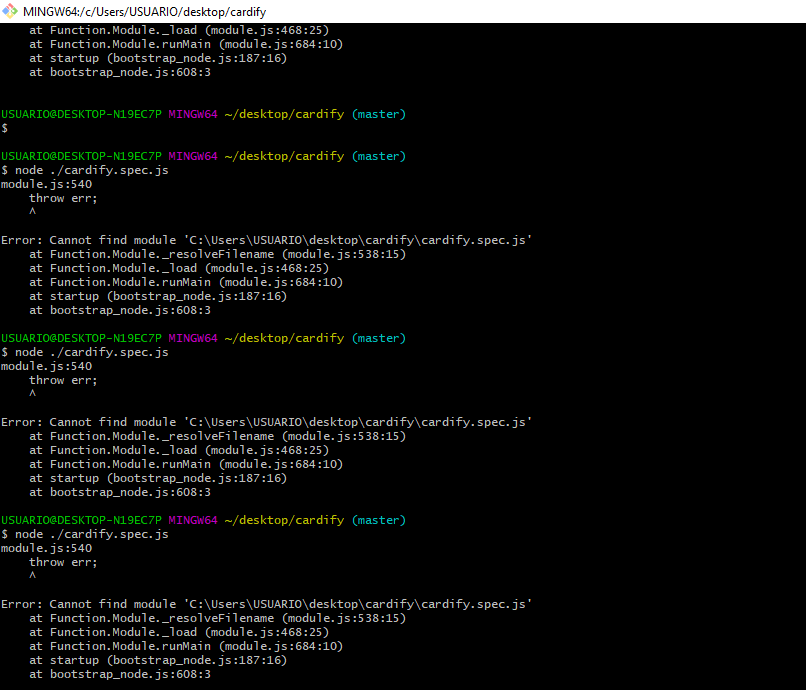 MINGW64:/c/Users/USUARIO/desktop/cardify
    at Function.Module._load (module.js:468:25)
    at Function.Module.runMain (module.js:684:10)
    at startup (bootstrap_node.js:187:16)
    at bootstrap_node.js:608:3
USUARIO@DESKTOP-N19EC7P MINGW64 ~/desktop/cardify (master)
$
USUARIO@DESKTOP-N19EC7P MINGW64 ~/desktop/cardify (master)
$ node ./cardify.spec.js
module.js:540
    throw err;
    ^
Error: Cannot find module 'C:\Users\USUARIO\desktop\cardify\cardify.spec.js'
    at Function.Module._resolveFilename (module.js:538:15)
    at Function.Module._load (module.js:468:25)
    at Function.Module.runMain (module.js:684:10)
    at startup (bootstrap_node.js:187:16)
    at bootstrap_node.js:608:3
USUARIO@DESKTOP-N19EC7P MINGW64 ~/desktop/cardify (master)
$ node ./cardify.spec.js
module.js:540
    throw err;
    ^
Error: Cannot find module 'C:\Users\USUARIO\desktop\cardify\cardify.spec.js'
    at Function.Module._resolveFilename (module.js:538:15)
    at Function.Module._load (module.js:468:25)
    at Function.Module.runMain (module.js:684:10)
    at startup (bootstrap_node.js:187:16)
    at bootstrap_node.js:608:3
USUARIO@DESKTOP-N19EC7P MINGW64 ~/desktop/cardify (master)
$ node ./cardify.spec.js
module.js:540
    throw err;
    ^
Error: Cannot find module 'C:\Users\USUARIO\desktop\cardify\cardify.spec.js'
    at Function.Module._resolveFilename (module.js:538:15)
    at Function.Module._load (module.js:468:25)
    at Function.Module.runMain (module.js:684:10)
    at startup (bootstrap_node.js:187:16)
    at bootstrap_node.js:608:3